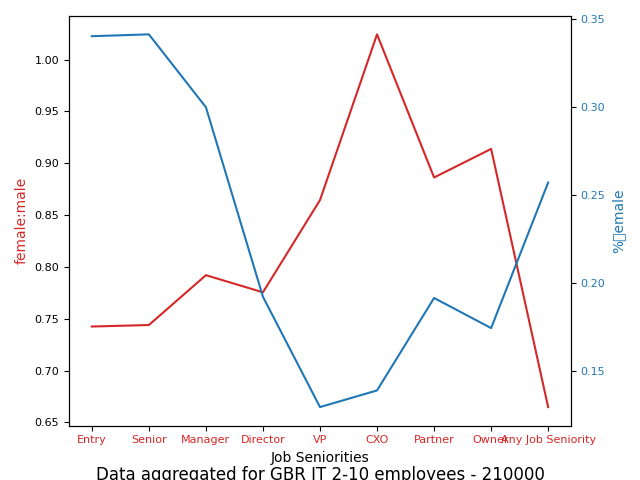 female:male
1.00
0.95
0.90
0.85
0.80
0.75
0.70
0.65
0.35
0.30
0.25
0.20
0.15
%▯emale
Entry Senior Manager Director VP CXO Partner Owner Any Job Seniority
Job Seniorities
Data aggregated for GBR IT 2-10 employees - 210000